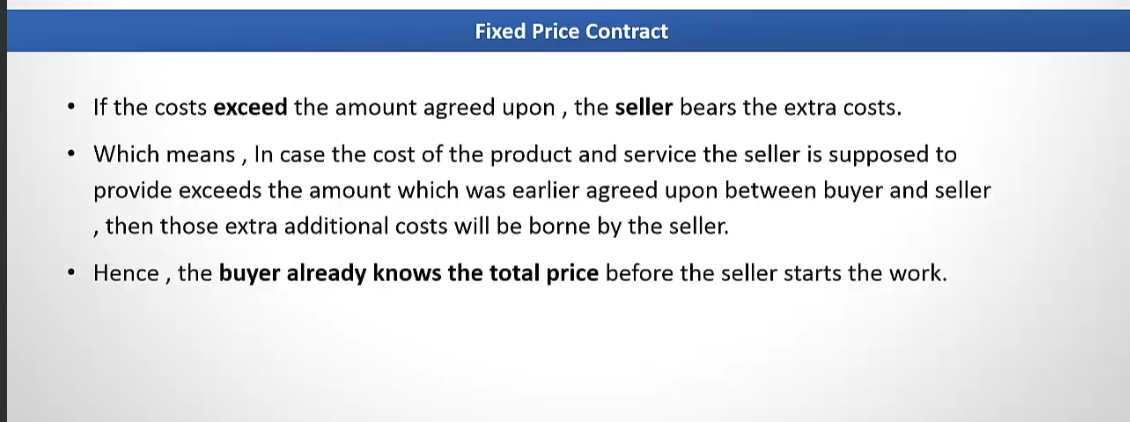 Fixed Price Contract
• If the costs exceed the amount agreed upon , the seller bears the extra costs.
• Which means , In case the cost of the product and service the seller is supposed to
provide exceeds the amount which was earlier agreed upon between buyer and seller
, then those extra additional costs will be borne by the seller.
• Hence , the buyer already knows the total price before the seller starts the work.